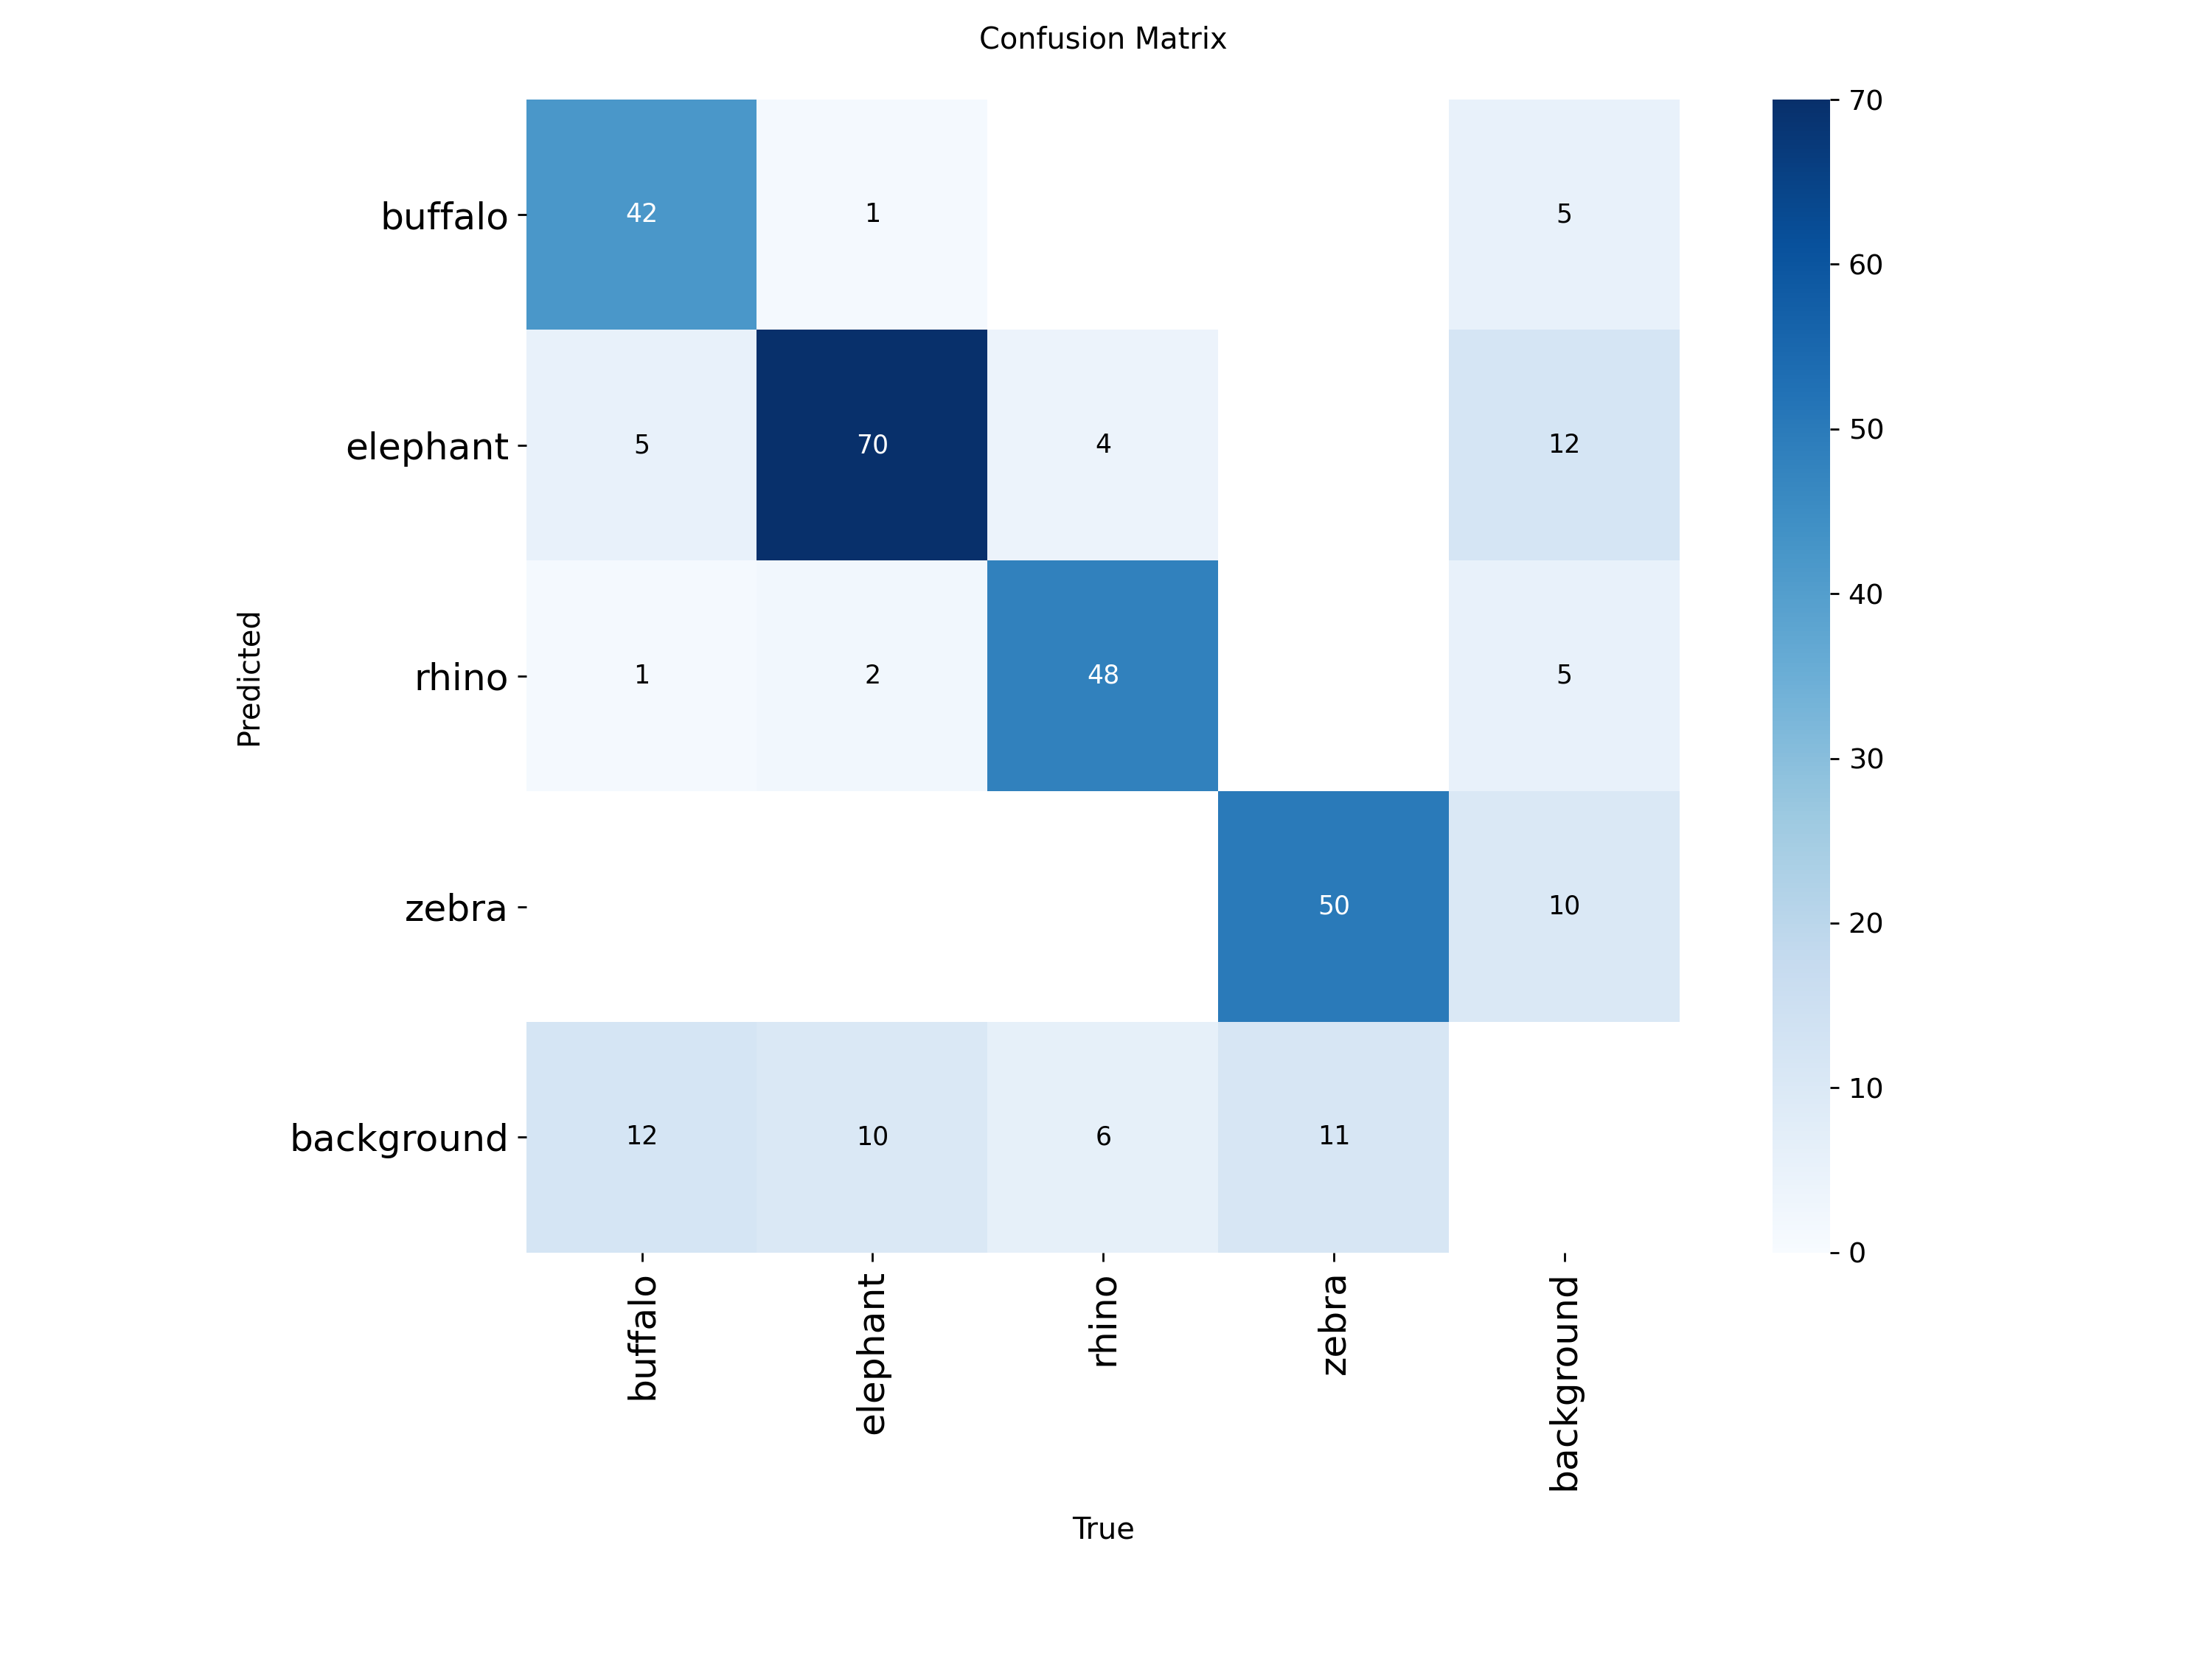 Confusion Matrix
buffalo 42 1 5
elephant 5 70 4 12
rhino 1 2 48 5
zebra 50 10
background 12 10 6 11
buffalo elephant rhino zebra background
Predicted
True
70
60
50
40
30
20
10
0